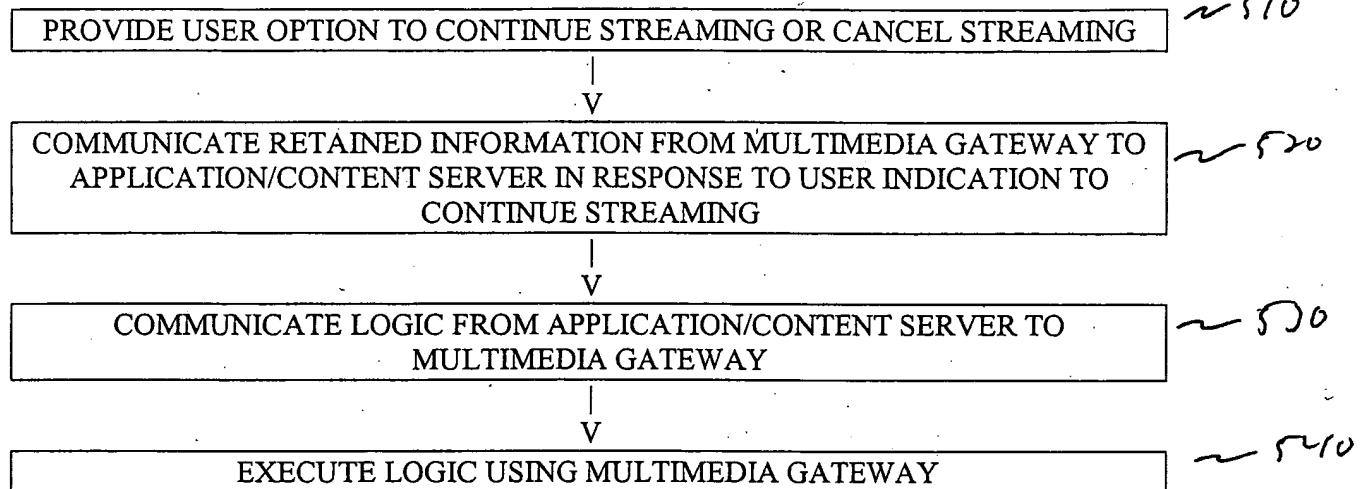 PROVIDE USER OPTION TO CONTINUE STREAMING OR CANCEL STREAMING
510
V
COMMUNICATE RETAINED INFORMATION FROM MULTIMEDIA GATEWAY TO
520
APPLICATION/CONTENT SERVER IN RESPONSE TO USER INDICATION TO
CONTINUE STREAMING
V
COMMUNICATE LOGIC FROM APPLICATION/CONTENT SERVER TO
530
MULTIMEDIA GATEWAY
V
EXECUTE LOGIC USING MULTIMEDIA GATEWAY
540